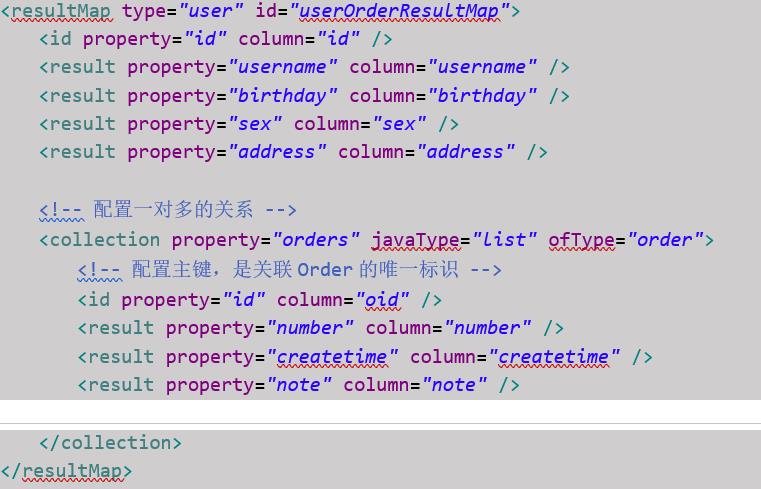 <resultMap type="user" id="userOrderResultMap">
<id property="id" column="id" />
<result property="username" column="username" />
<result property="birthday" column="birthday" />
<result property="sex" column="sex" />
<result property="address" column="address" />
<!-- 配置一对多的关系 -->
<collection property="orders" javaType="list" ofType="order">
<!-- 配置主键，是关联 Order 的唯一标识 -->
<id property="id" column="oid" />
<result property="number" column="number" />
<result property="createtime" column="createtime" />
<result property="note" column="note" />
</collection>
</resultMap>